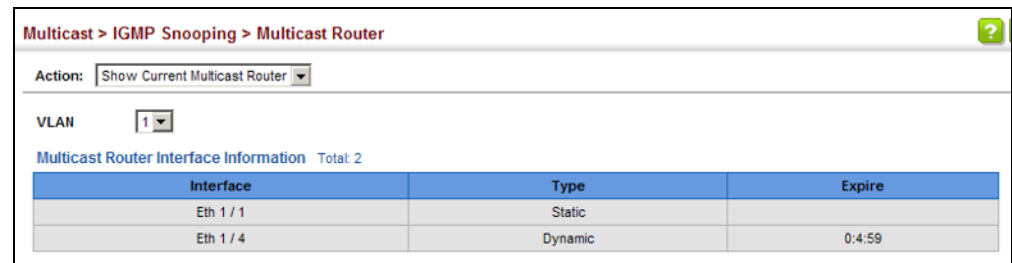 Multicast > IGMP Snooping > Multicast Router
?
Action: Show Current Multicast Router
VLAN 1
Multicast Router Interface Information Total: 2
Interface Type Expire
Eth 1 / 1 Static
Eth 1 / 4 Dynamic 0:4:59